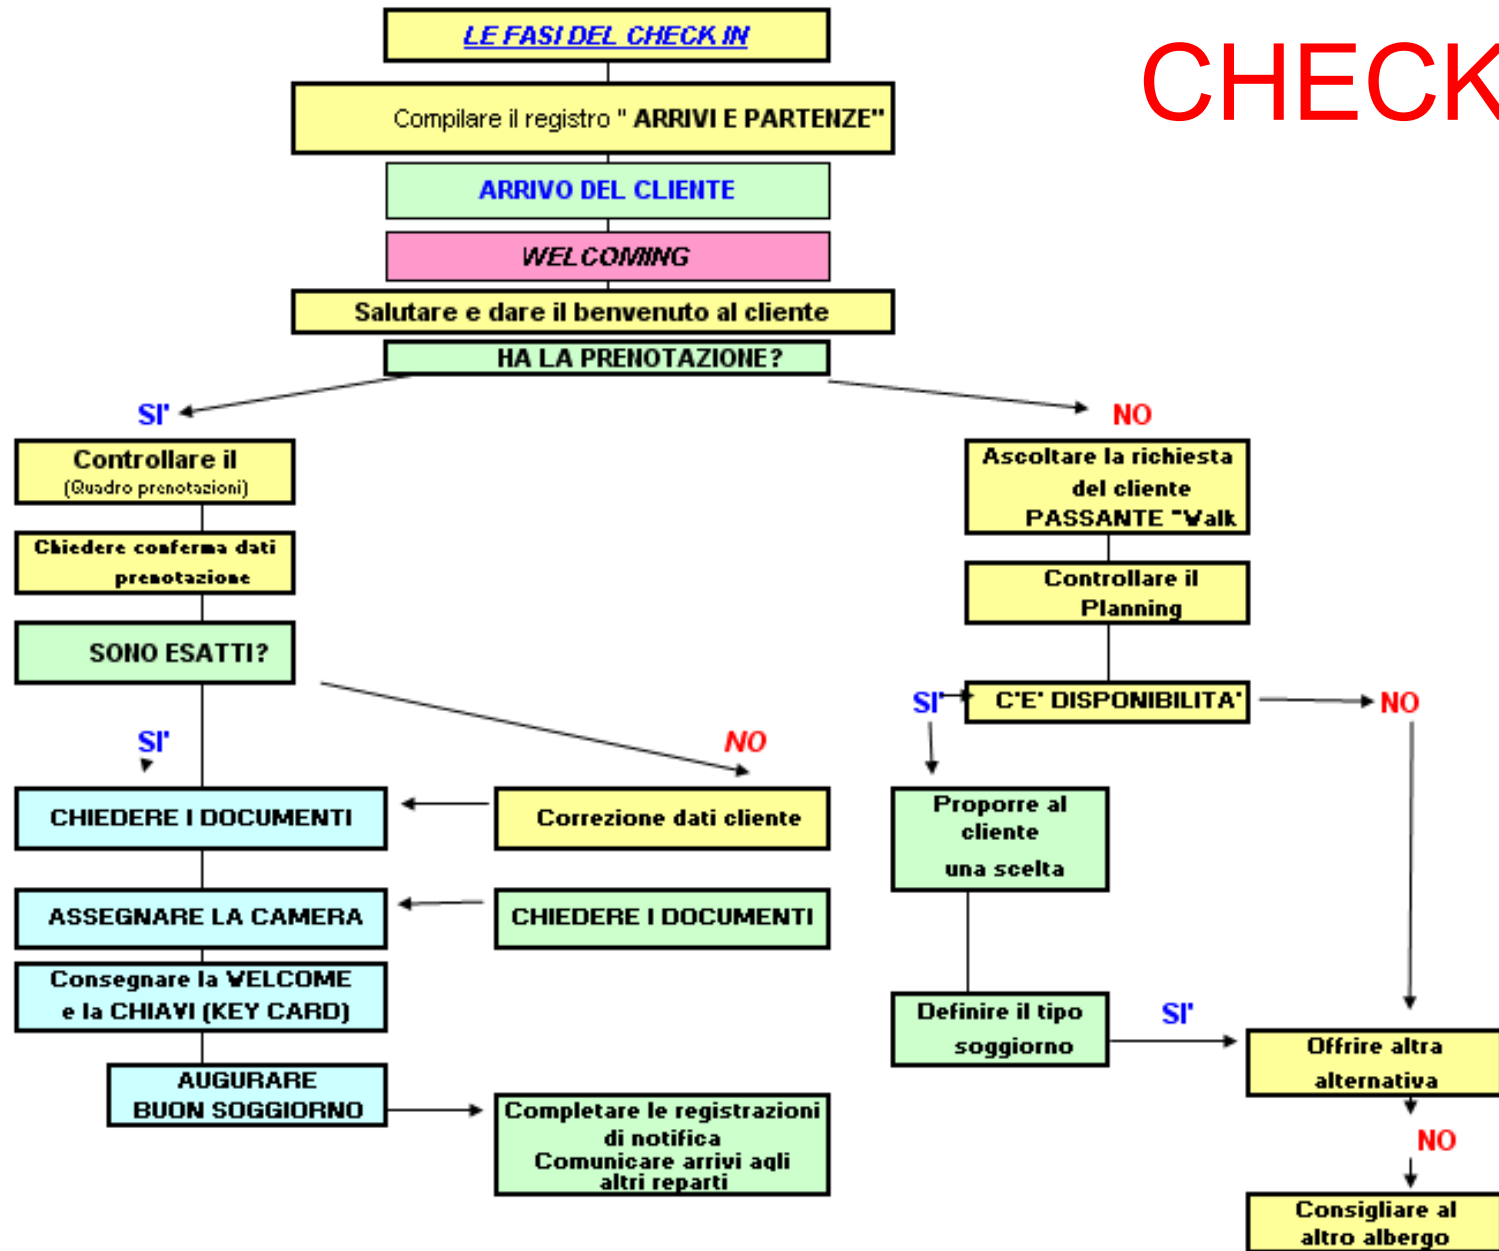 LE FASI DEL CHECK IN
CHECK
Compilare il registro " ARRIVI E PARTENZE"
ARRIVO DEL CLIENTE
WELCOMING
Salutare e dare il benvenuto al cliente
HA LA PRENOTAZIONE?
SI'
NO
Controllare il
(Quadro prenotazioni)
Chiedere conferma dati
prenotazione
SONO ESATTI?
SI'
NO
CHIEDERE I DOCUMENTI
Correzione dati cliente
ASSEGNARE LA CAMERA
CHIEDERE I DOCUMENTI
Consegnare la WELCOME
e la CHIAVI (KEY CARD)
AUGURARE
BUON SOGGIORNO
Completare le registrazioni
di notifica
Comunicare arrivi agli
altri reparti
Ascoltare la richiesta
del cliente
PASSANTE "Walk
Controllare il
Planning
SI'
C'E' DISPONIBILITA'
NO
Proporre al
cliente
una scelta
Definire il tipo
soggiorno
SI'
Offrire altra
alternativa
NO
Consigliare al
altro albergo